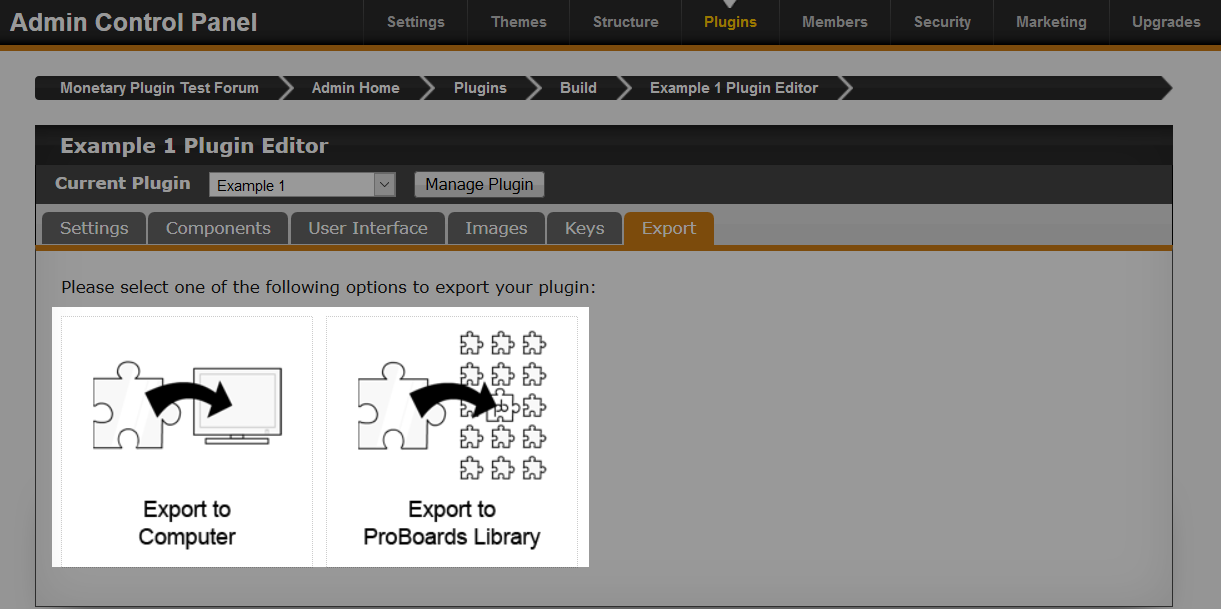 Admin Control Panel
Settings Themes Structure Plugins Members Security Marketing Upgrades
Monetary Plugin Test Forum Admin Home Plugins Build Example 1 Plugin Editor
Example 1 Plugin Editor
Current Plugin Example 1 Manage Plugin
Settings Components User Interface Images Keys Export
Please select one of the following options to export your plugin:
Export to
Computer
Export to
ProBoards Library